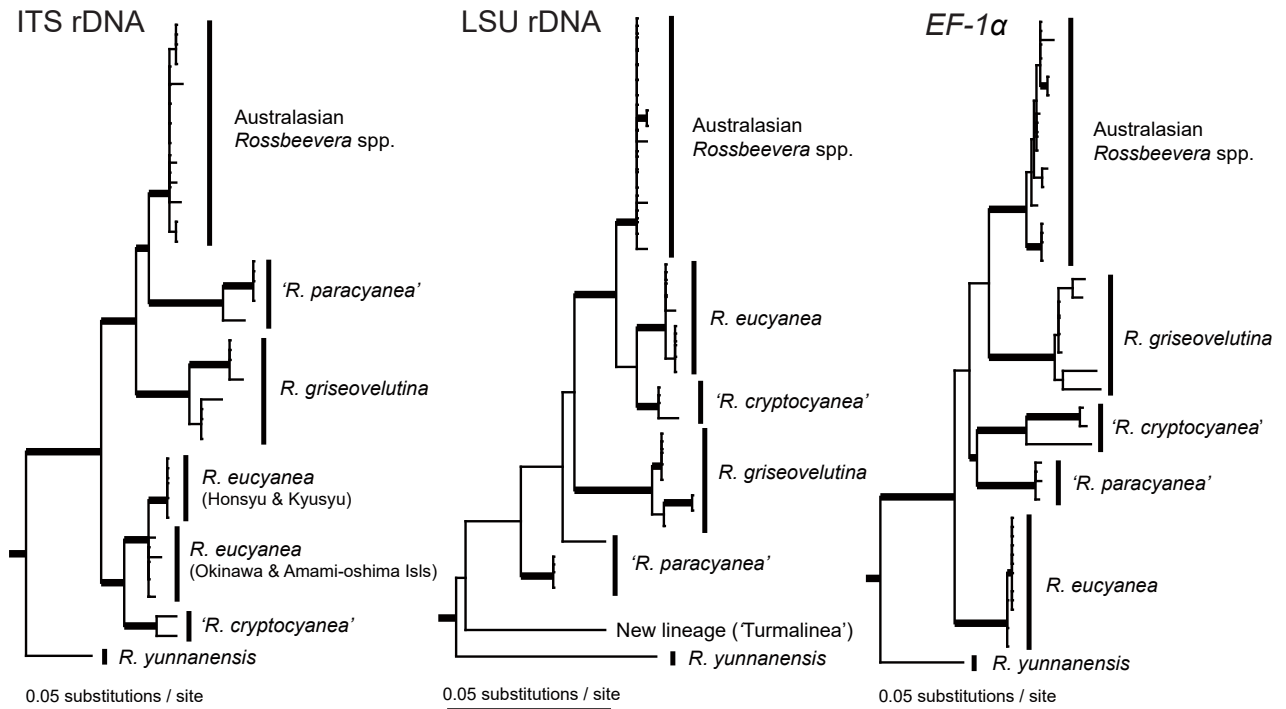 ITS rDNA
Australasian
Rossbeevera spp.
‘R. paracyanea’
R. griseovelutina
R. eucyanea
(Honsyu & Kyusyu)
R. eucyanea
(Okinawa & Amami-oshima Isls)
‘R. cryptocyanea’
R. yunnanensis
0.05 substitutions / site
LSU rDNA
Australasian
Rossbeevera spp.
R. eucyanea
‘R. cryptocyanea’
R. griseovelutina
‘R. paracyanea’
New lineage (‘Turmalinea’)
R. yunnanensis
0.05 substitutions / site
EF-1α
Australasian
Rossbeevera spp.
R. griseovelutina
‘R. cryptocyanea’
‘R. paracyanea’
R. eucyanea
R. yunnanensis
0.05 substitutions / site